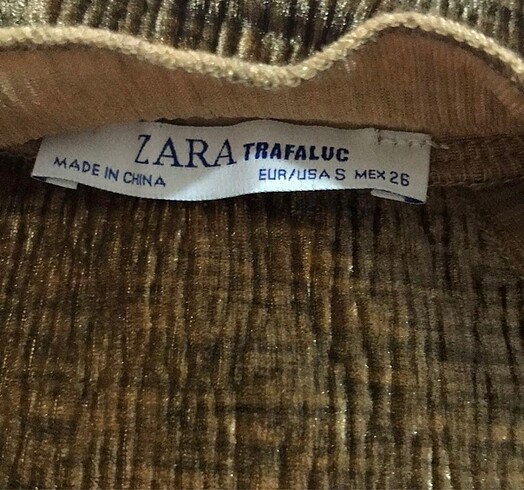 ZARA TRAFALUC
MADE IN CHINA EUR/USA S MEX 26